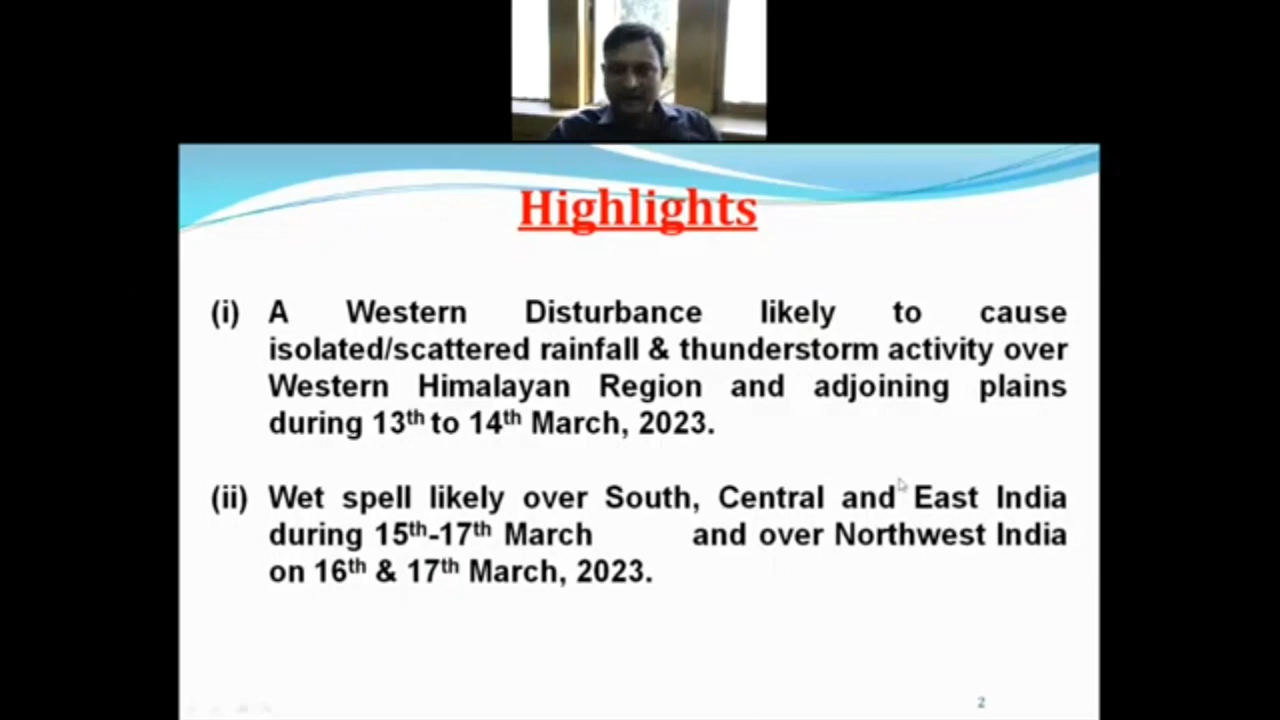 Highlights
(i) A Western Disturbance likely to cause
isolated/scattered rainfall & thunderstorm activity over
Western Himalayan Region and adjoining plains
during 13th to 14th March, 2023.
(ii) Wet spell likely over South, Central and East India
during 15th-17th March and over Northwest India
on 16th & 17th March, 2023.
2